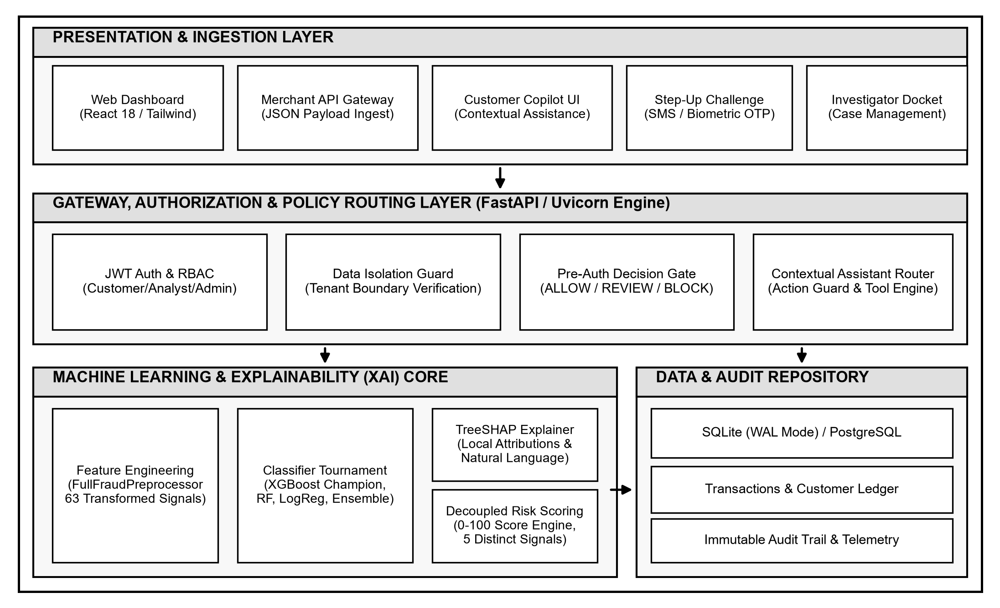 PRESENTATION & INGESTION LAYER
Web Dashboard
(React 18 / Tailwind)
Merchant API Gateway
(JSON Payload Ingest)
Customer Copilot UI
(Contextual Assistance)
Step-Up Challenge
(SMS / Biometric OTP)
Investigator Docket
(Case Management)
GATEWAY, AUTHORIZATION & POLICY ROUTING LAYER (FastAPI / Uvicorn Engine)
JWT Auth & RBAC
(Customer/Analyst/Admin)
Data Isolation Guard
(Tenant Boundary Verification)
Pre-Auth Decision Gate
(ALLOW / REVIEW / BLOCK)
Contextual Assistant Router
(Action Guard & Tool Engine)
MACHINE LEARNING & EXPLAINABILITY (XAI) CORE
Feature Engineering
(FullFraudPreprocessor
63 Transformed Signals)
Classifier Tournament
(XGBoost Champion,
RF, LogReg, Ensemble)
TreeSHAP Explainer
(Local Attributions &
Natural Language)
Decoupled Risk Scoring
(0-100 Score Engine,
5 Distinct Signals)
DATA & AUDIT REPOSITORY
SQLite (WAL Mode) / PostgreSQL
Transactions & Customer Ledger
Immutable Audit Trail & Telemetry